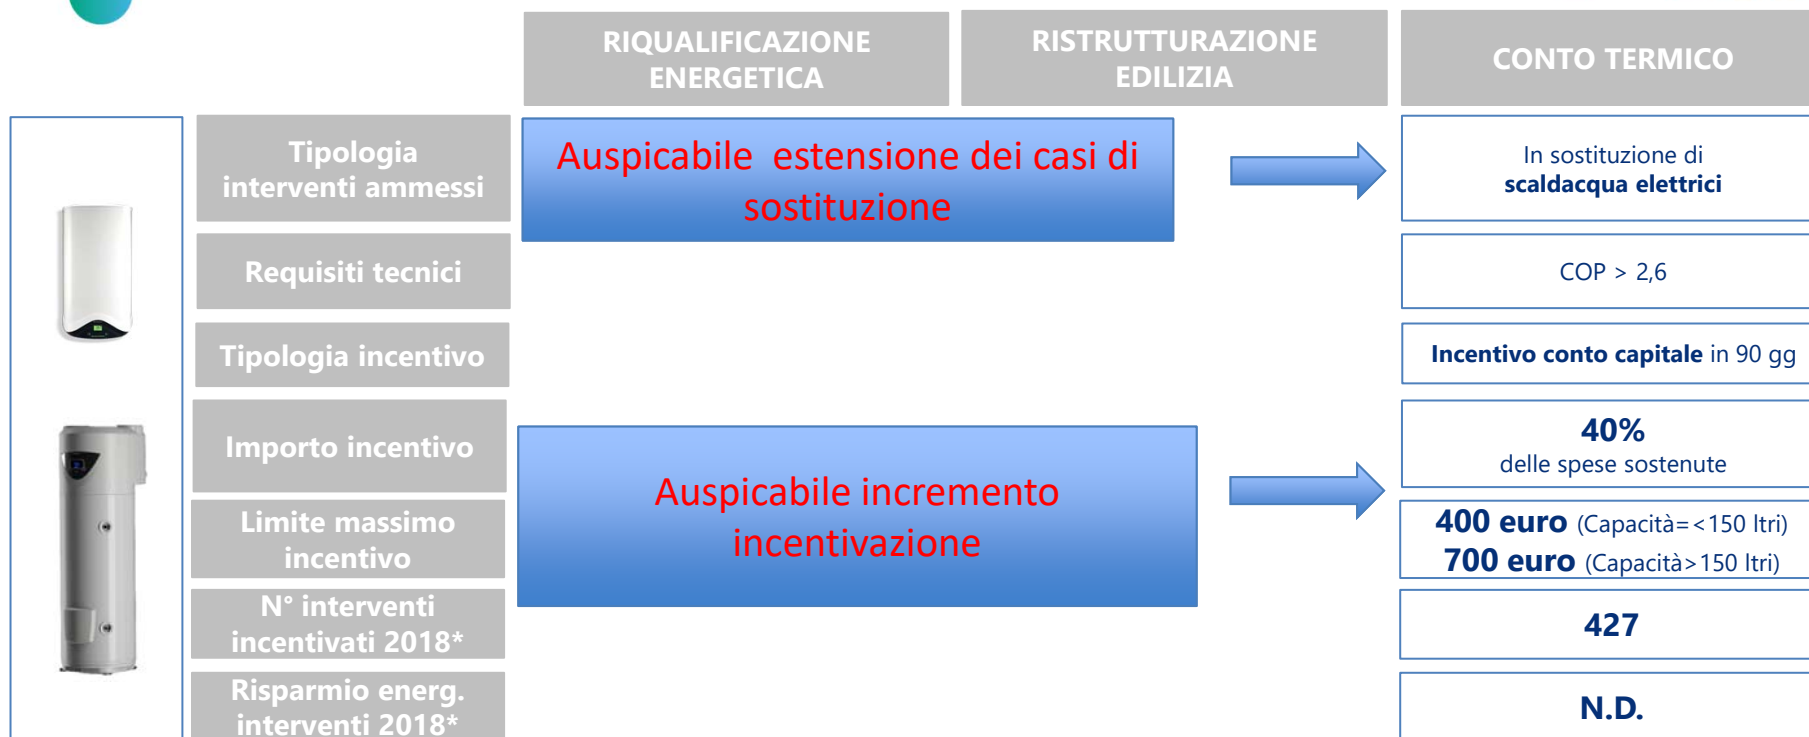 RIQUALIFICAZIONE
ENERGETICA
RISTRUTTURAZIONE
EDILIZIA
CONTO TERMICO
Tipologia
interventi ammessi
Auspicabile estensione dei casi di
sostituzione
In sostituzione di
scaldacqua elettrici
Requisiti tecnici
COP > 2,6
Tipologia incentivo
Incentivo conto capitale in 90 gg
Importo incentivo
Auspicabile incremento
incentivazione
40%
delle spese sostenute
Limite massimo
incentivo
400 euro (Capacità=<150 ltri)
700 euro (Capacità>150 ltri)
N° interventi
incentivati 2018*
427
Risparmio energ.
interventi 2018*
N.D.